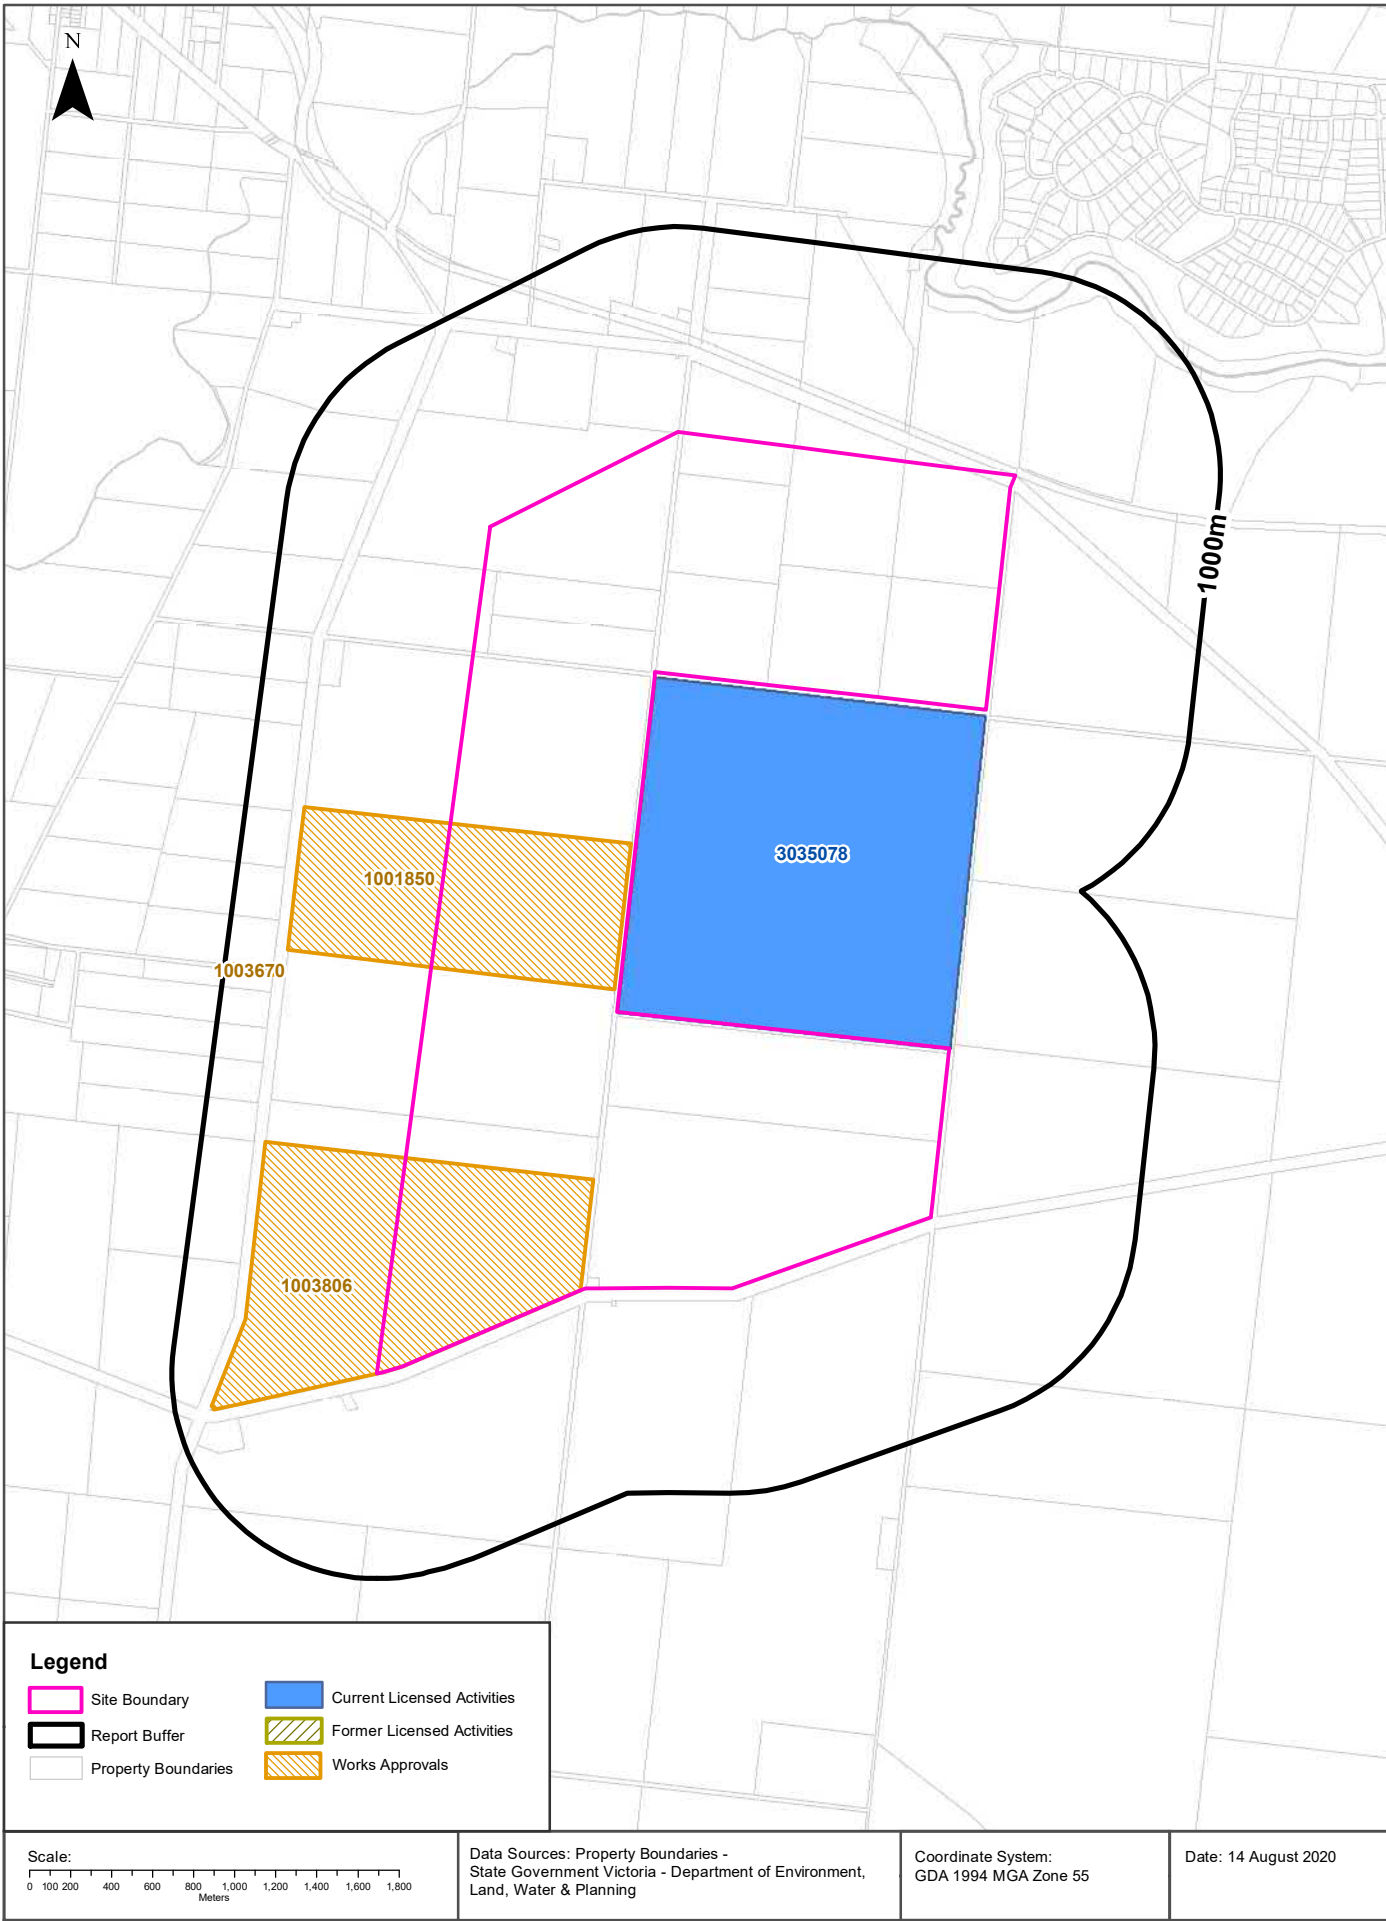 N
1000m
3035078
1001850
1003670
1003806
Legend
Site Boundary
Report Buffer
Property Boundaries
Current Licensed Activities
Former Licensed Activities
Works Approvals
Scale:
0 100 200 400 600 800 1,000 1,200 1,400 1,600 1,800
Meters
Data Sources: Property Boundaries -
State Government Victoria - Department of Environment,
Land, Water & Planning
Coordinate System:
GDA 1994 MGA Zone 55
Date: 14 August 2020